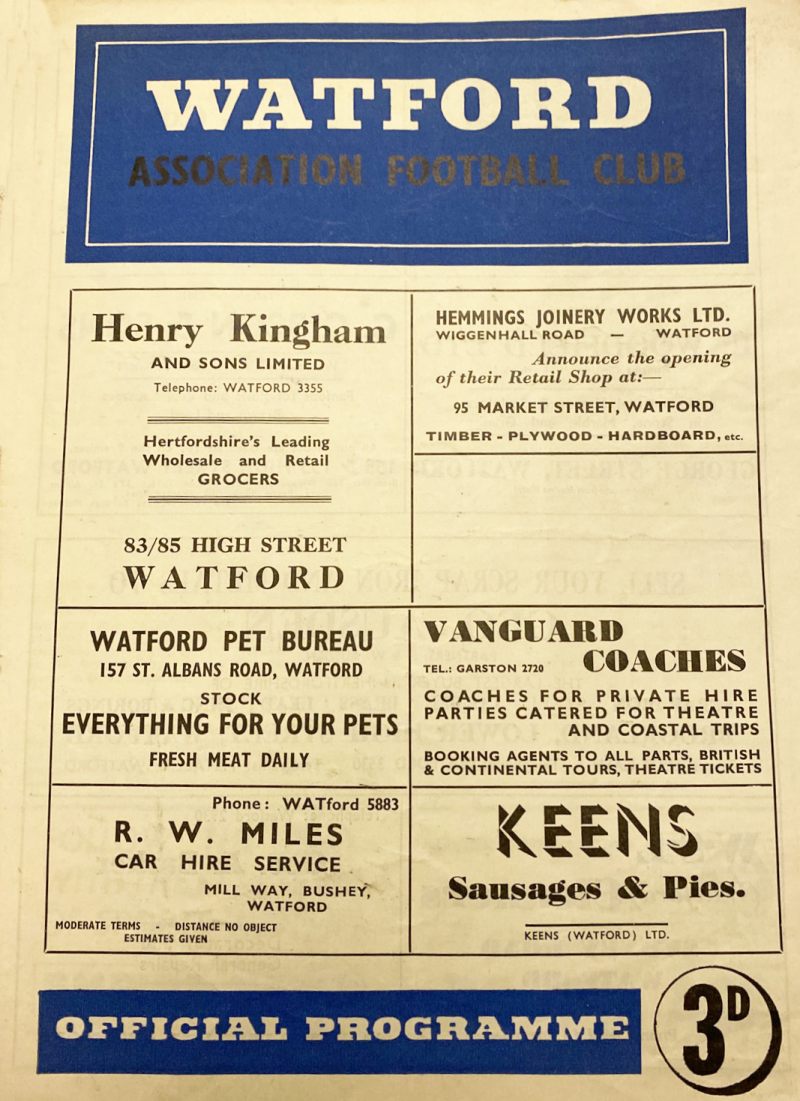 WATFORD
ASSOCIATION FOOTBALL CLUB
Henry Kingham
AND SONS LIMITED
Telephone: WATFORD 3355
Hertfordshire's Leading
Wholesale and Retail
GROCERS
83/85 HIGH STREET
WATFORD
HEMMINGS JOINERY WORKS LTD.
WIGGENHALL ROAD — WATFORD
Announce the opening
of their Retail Shop at:—
95 MARKET STREET, WATFORD
TIMBER - PLYWOOD - HARDBOARD, etc.
WATFORD PET BUREAU
157 ST. ALBANS ROAD, WATFORD
STOCK
EVERYTHING FOR YOUR PETS
FRESH MEAT DAILY
VANGUARD
TEL.: GARSTON 2720 COACHES
COACHES FOR PRIVATE HIRE
PARTIES CATERED FOR THEATRE
AND COASTAL TRIPS
BOOKING AGENTS TO ALL PARTS, BRITISH
& CONTINENTAL TOURS, THEATRE TICKETS
Phone: WATford 5883
R. W. MILES
CAR HIRE SERVICE
MILL WAY, BUSHEY,
WATFORD
MODERATE TERMS - DISTANCE NO OBJECT
ESTIMATES GIVEN
KEENS
Sausages & Pies.
KEENS (WATFORD) LTD.
OFFICIAL PROGRAMME
3D